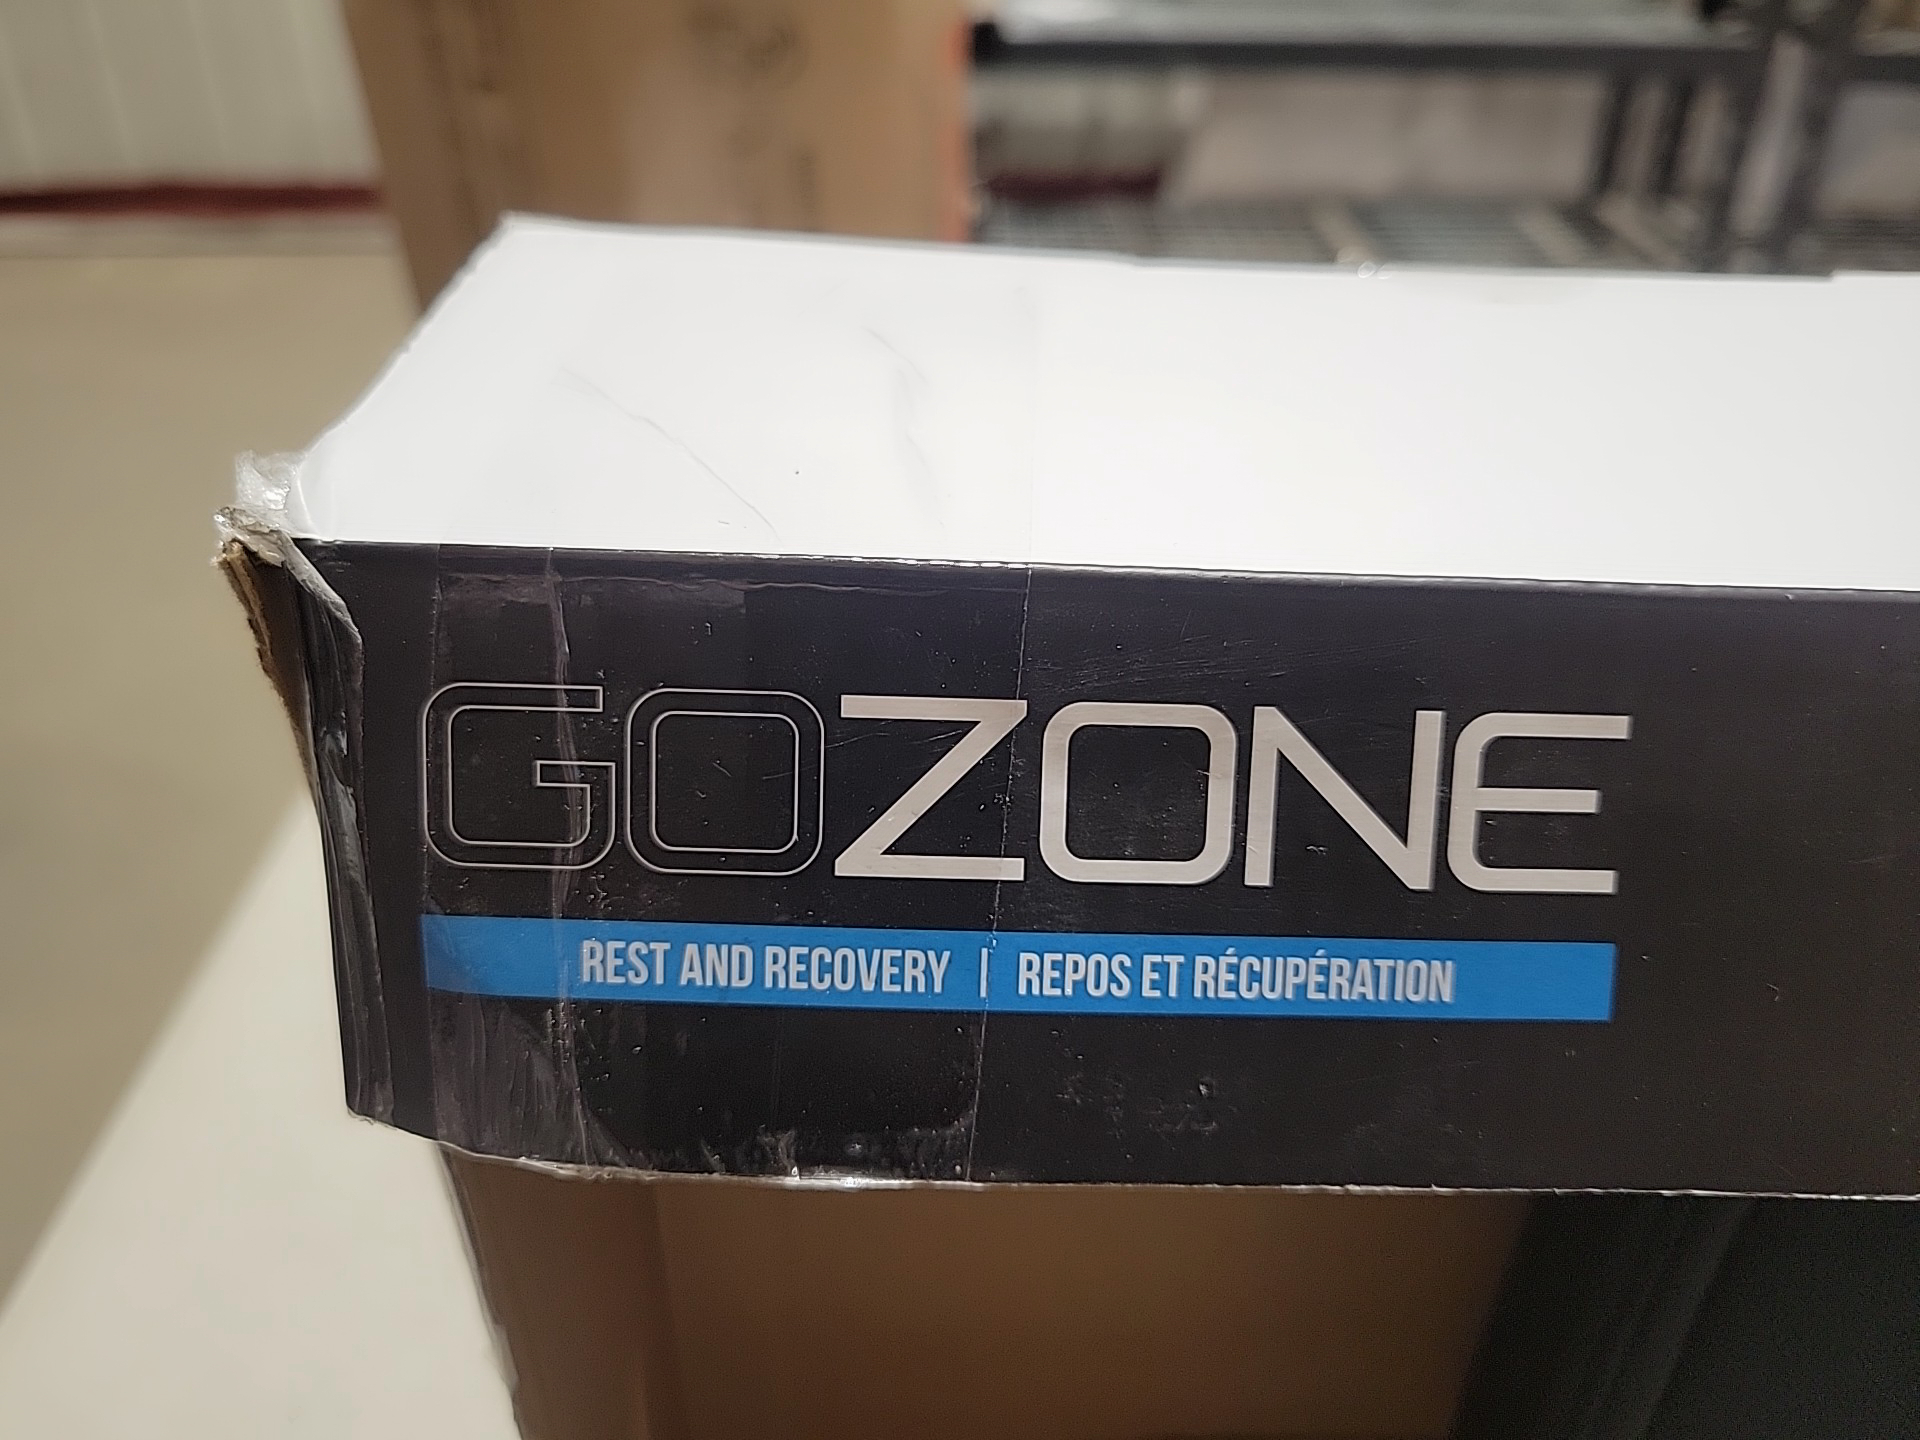 GOZONE
REST AND RECOVERY | REPOS ET RÉCUPÉRATION